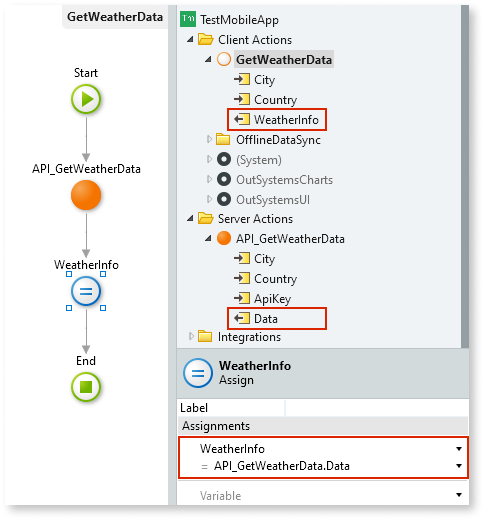 GetWeatherData
Start
API_GetWeatherData
WeatherInfo
End
Tm TestMobileApp
Client Actions
GetWeatherData
City
Country
WeatherInfo
OfflineDataSync
(System)
OutSystemsCharts
OutSystemsUI
Server Actions
API_GetWeatherData
City
Country
ApiKey
Data
Integrations
WeatherInfo
Assign
Label
Assignments
WeatherInfo
= API_GetWeatherData.Data
Variable